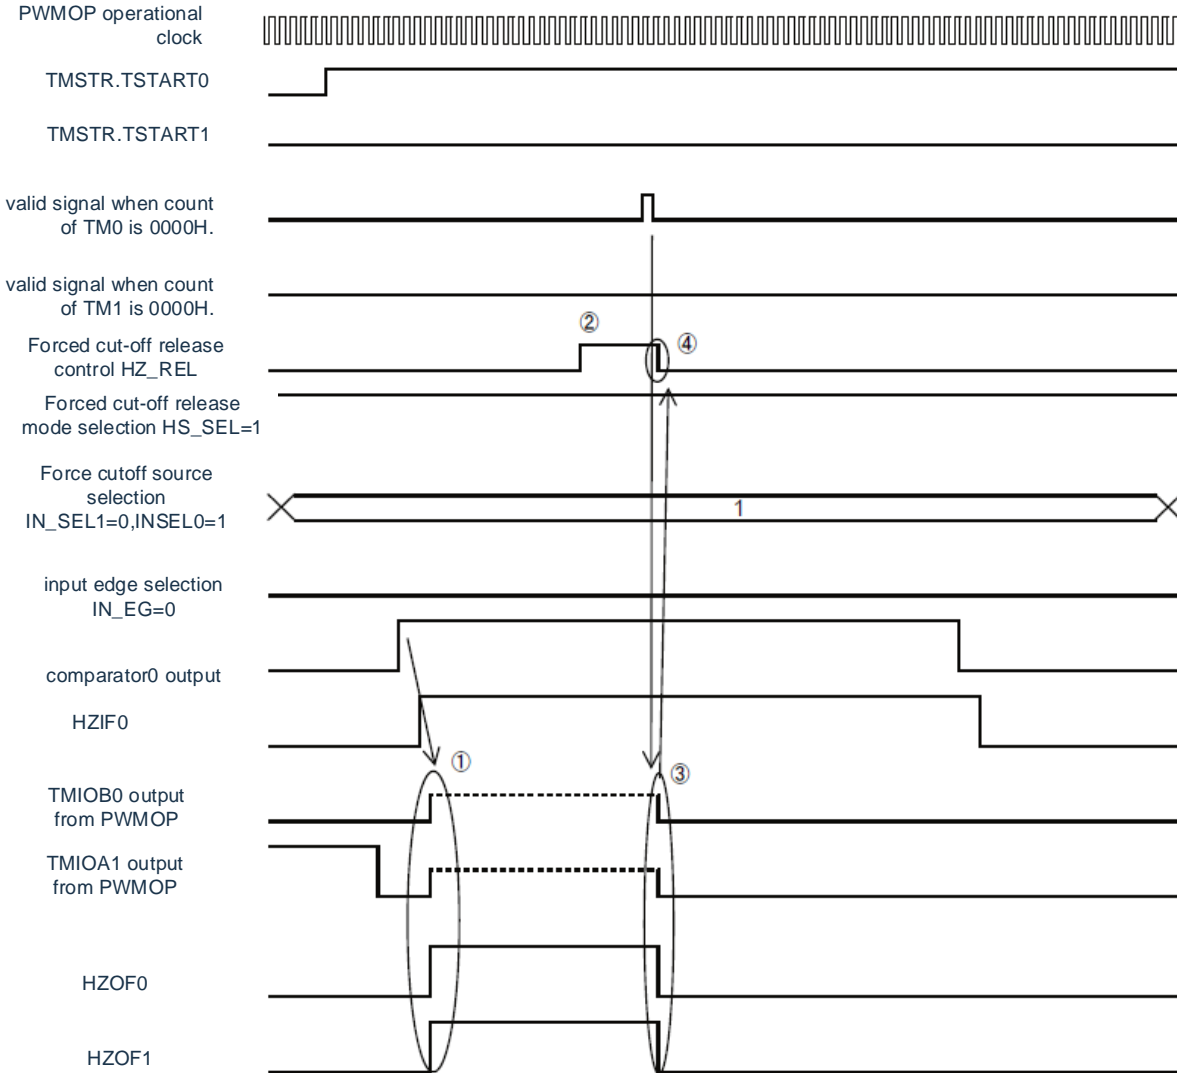 PWMOP operational
clock
TMSTR.TSTART0
TMSTR.TSTART1
valid signal when count
of TM0 is 0000H.
valid signal when count
of TM1 is 0000H.
②
Forced cut-off release
control HZ_REL
④
Forced cut-off release
mode selection HS_SEL=1
Force cutoff source
selection
IN_SEL1=0,INSEL0=1
1
input edge selection
IN_EG=0
comparator0 output
HZIF0
①
③
TMIOB0 output
from PWMOP
TMIOA1 output
from PWMOP
HZOF0
HZOF1